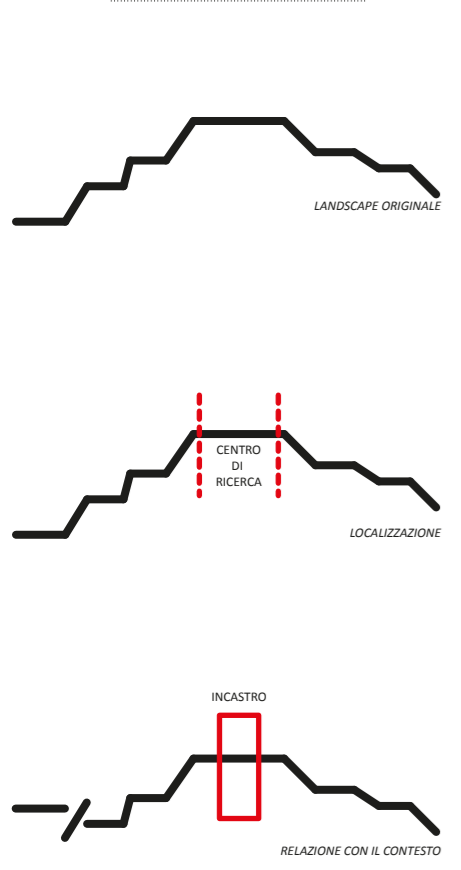 LANDSCAPE ORIGINALE
CENTRO
DI
RICERCA
LOCALIZZAZIONE
INCASTRO
RELAZIONE CON IL CONTESTO